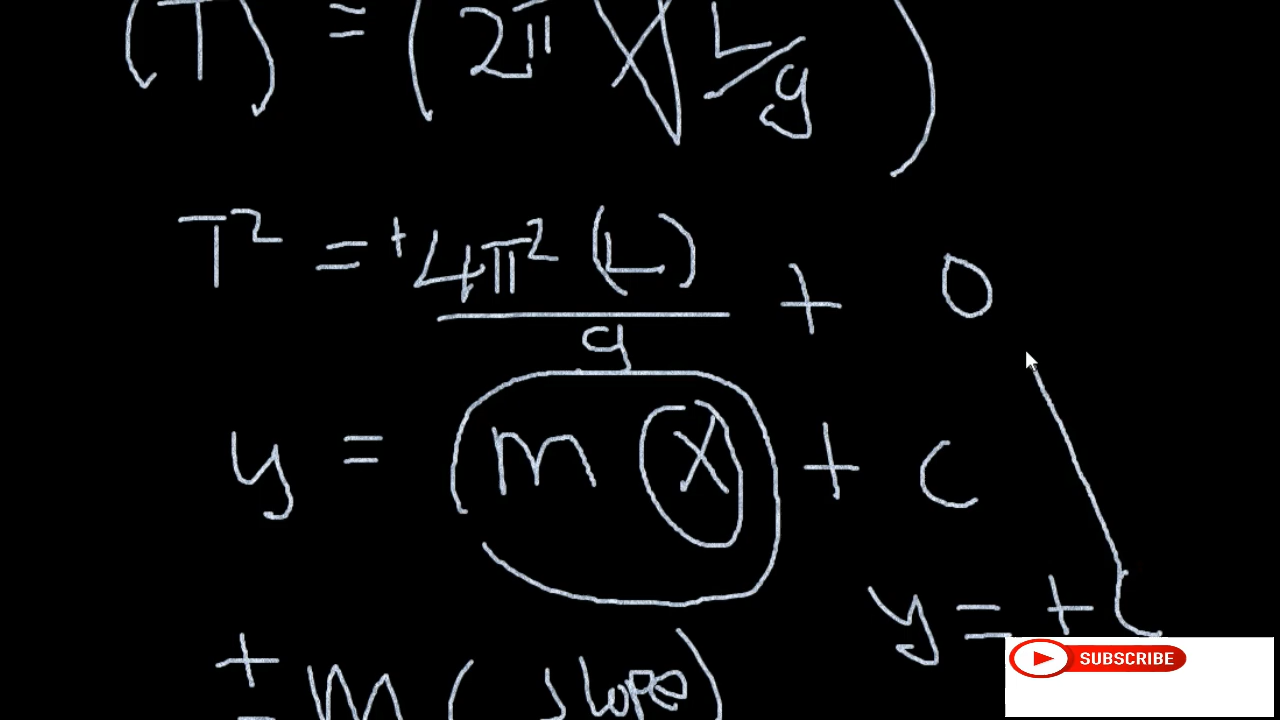 (T) = (2π √L/g)
T² = +4π² (L)/g + 0
y = m x + c
y = + c
± m (slope)
SUBSCRIBE